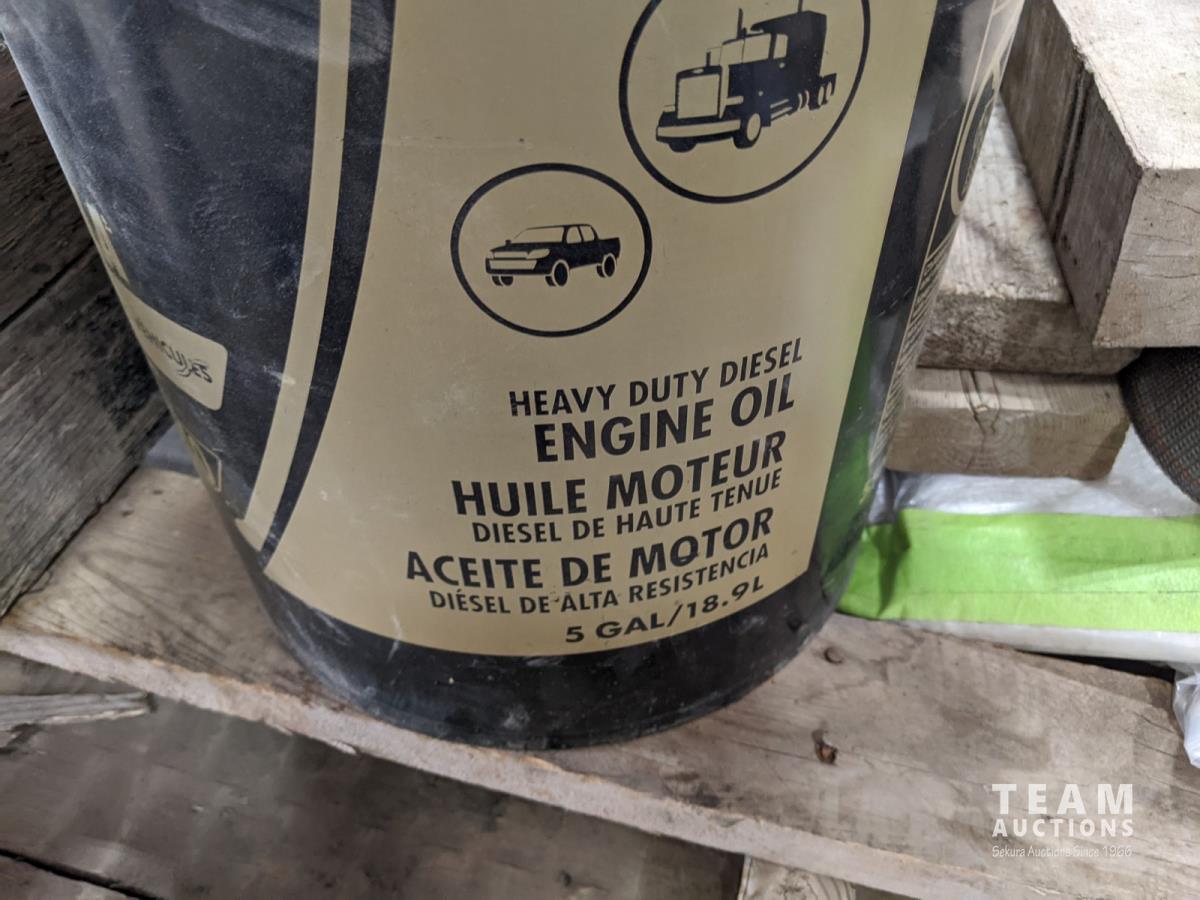 HEAVY DUTY DIESEL
ENGINE OIL
HUILE MOTEUR
DIESEL DE HAUTE TENUE
ACEITE DE MOTOR
DIÉSEL DE ALTA RESISTENCIA
5 GAL/18.9L
TEAM
AUCTIONS
Sekura Auctions Since 1966